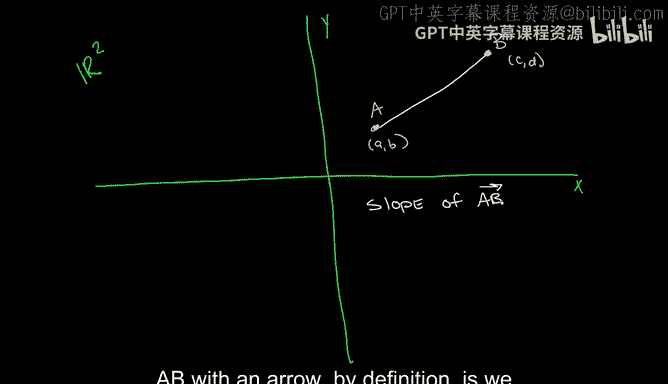 GPT中英字幕课程资源@bilibili.com
GPT中英字幕课程资源 bilibili
Y
ℝ²
B
(c,d)
A
(a,b)
X
SLOPE OF AB
AB with an arrow, by definition, is we